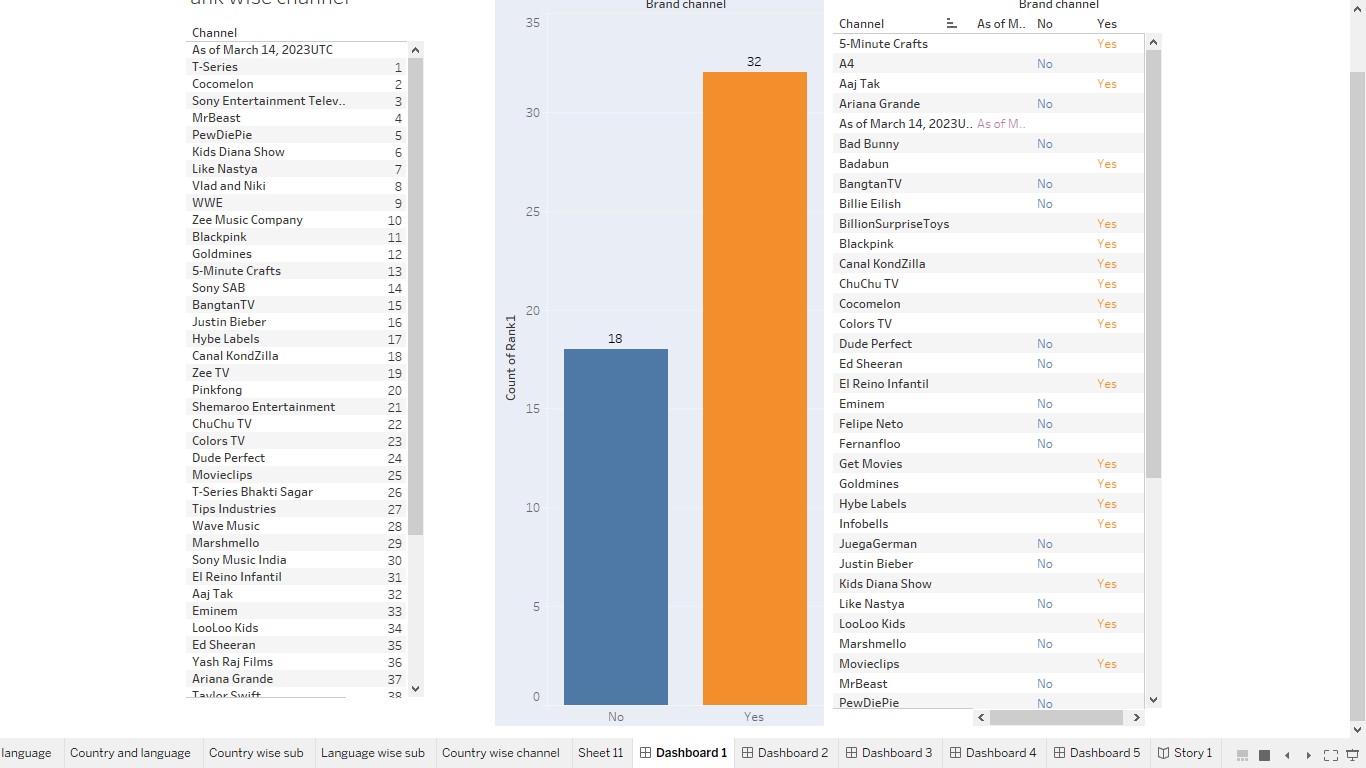 ank wise channel
Channel
As of March 14, 2023UTC
T-Series 1
Cocomelon 2
Sony Entertainment Telev.. 3
MrBeast 4
PewDiePie 5
Kids Diana Show 6
Like Nastya 7
Vlad and Niki 8
WWE 9
Zee Music Company 10
Blackpink 11
Goldmines 12
5-Minute Crafts 13
Sony SAB 14
BangtanTV 15
Justin Bieber 16
Hybe Labels 17
Canal KondZilla 18
Zee TV 19
Pinkfong 20
Shemaroo Entertainment 21
ChuChu TV 22
Colors TV 23
Dude Perfect 24
Movieclips 25
T-Series Bhakti Sagar 26
Tips Industries 27
Wave Music 28
Marshmello 29
Sony Music India 30
El Reino Infantil 31
Aaj Tak 32
Eminem 33
LooLoo Kids 34
Ed Sheeran 35
Yash Raj Films 36
Ariana Grande 37
Taylor Swift 38
Brand channel
35
30
25
20
15
10
5
0
Count of Rank1
18
32
No
Yes
Brand channel
Channel As of M.. No Yes
5-Minute Crafts Yes
A4 No
Aaj Tak Yes
Ariana Grande No
As of March 14, 2023U.. As of M..
Bad Bunny No
Badabun Yes
BangtanTV No
Billie Eilish No
BillionSurpriseToys Yes
Blackpink Yes
Canal KondZilla Yes
ChuChu TV Yes
Cocomelon Yes
Colors TV Yes
Dude Perfect No
Ed Sheeran No
El Reino Infantil Yes
Eminem No
Felipe Neto No
Fernanfloo No
Get Movies Yes
Goldmines Yes
Hybe Labels Yes
Infobells Yes
JuegaGerman No
Justin Bieber No
Kids Diana Show Yes
Like Nastya No
LooLoo Kids Yes
Marshmello No
Movieclips Yes
MrBeast No
PewDiePie No
language Country and language Country wise sub Language wise sub Country wise channel Sheet 11 Dashboard 1 Dashboard 2 Dashboard 3 Dashboard 4 Dashboard 5 Story 1